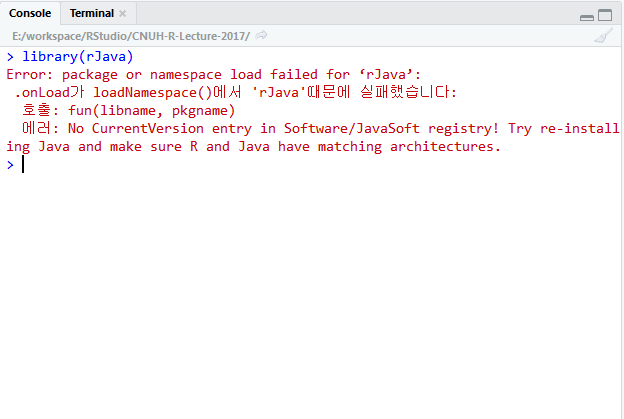 Console Terminal
E:/workspace/RStudio/CNUH-R-Lecture-2017/
> library(rJava)
Error: package or namespace load failed for ‘rJava’:
.onLoad가 loadNamespace()에서 'rJava'때문에 실패했습니다:
호출: fun(libname, pkgname)
에러: No CurrentVersion entry in Software/JavaSoft registry! Try re-install
ing Java and make sure R and Java have matching architectures.
>